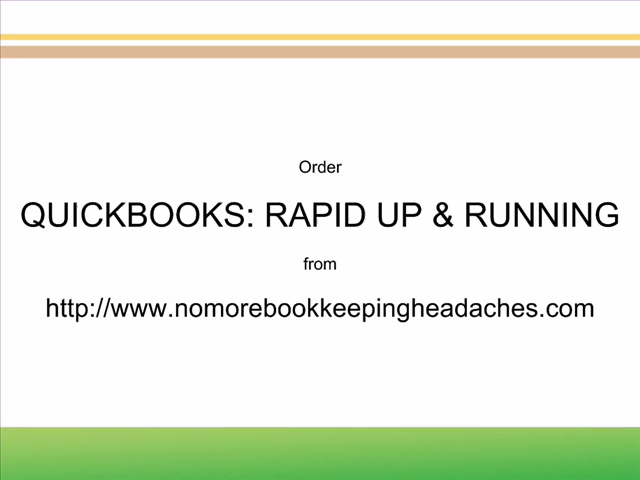 Order
QUICKBOOKS: RAPID UP & RUNNING
from
http://www.nomorebookkeepingheadaches.com